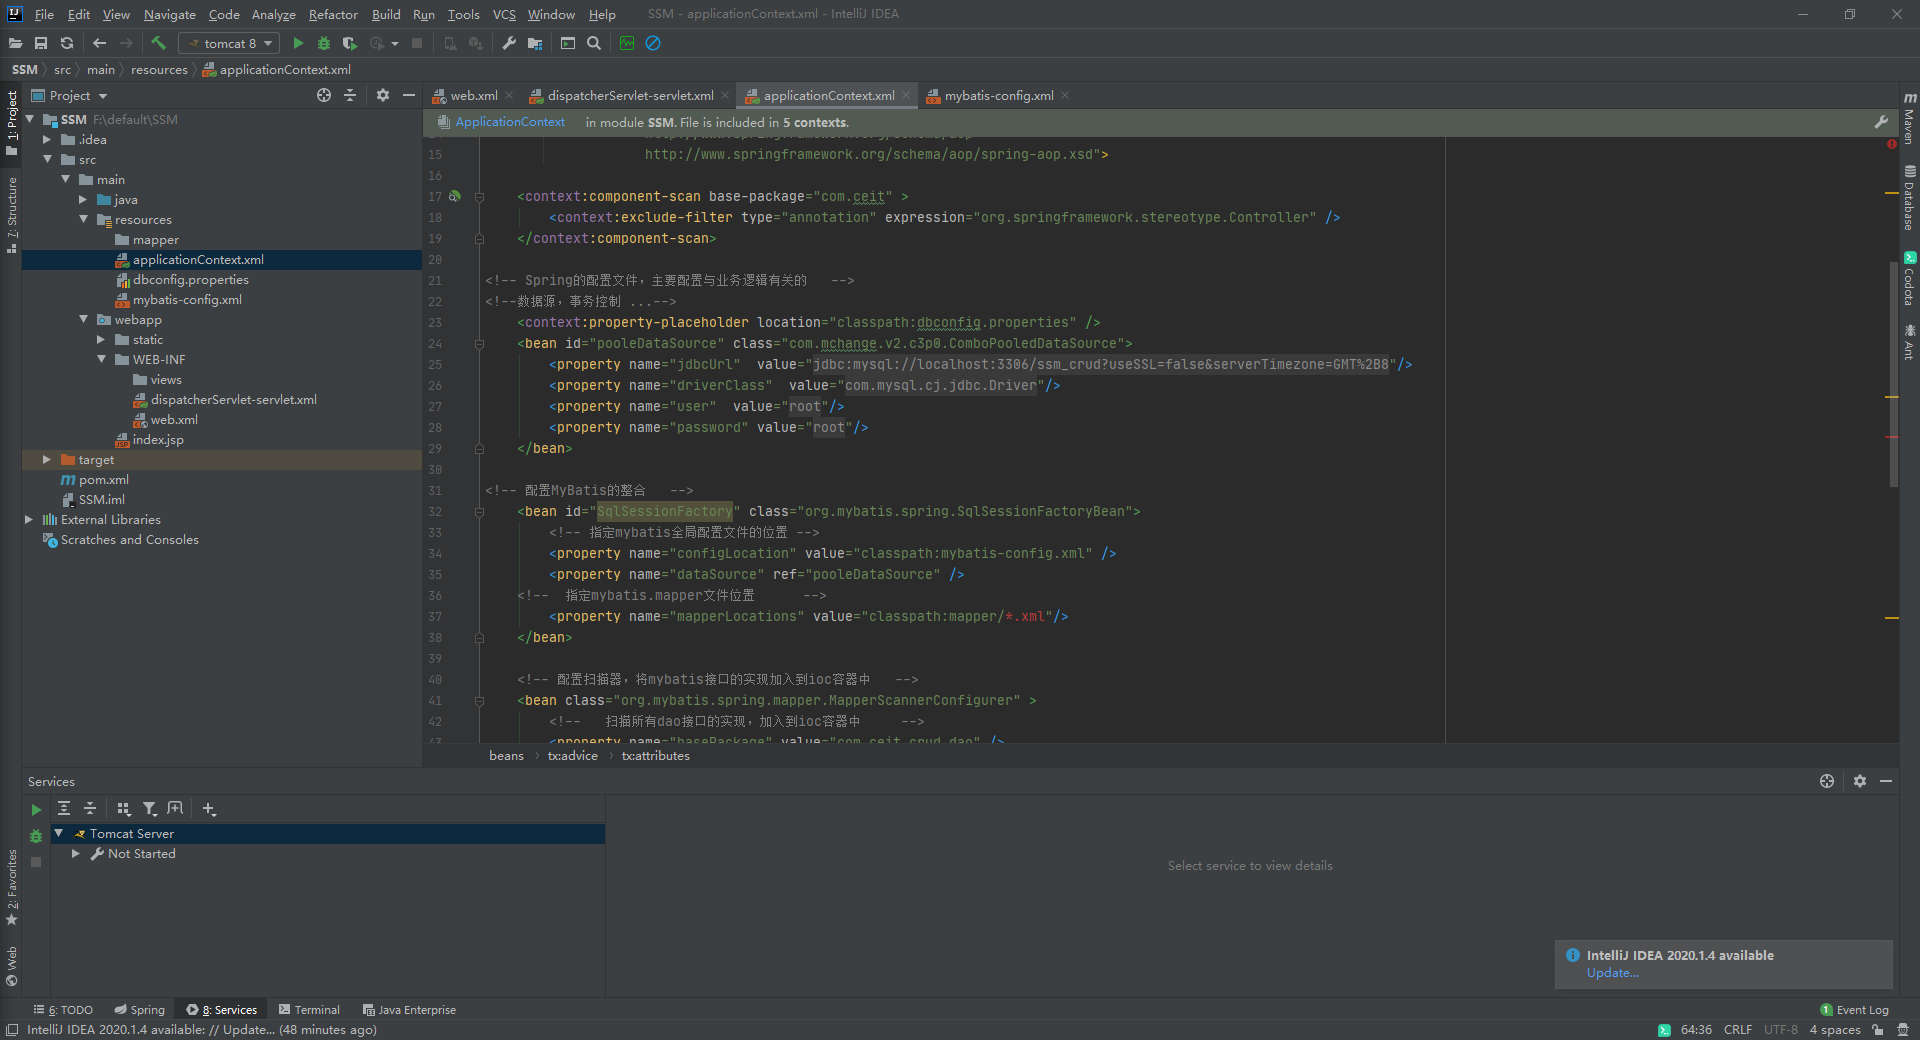 File Edit View Navigate Code Analyze Refactor Build Run Tools VCS Window Help SSM - applicationContext.xml - IntelliJ IDEA
tomcat 8
SSM src main resources applicationContext.xml
Project
web.xml dispatcherServlet-servlet.xml applicationContext.xml mybatis-config.xml
ApplicationContext in module SSM. File is included in 5 contexts.
1: Project
7: Structure
2: Favorites
Web
SSM F:\default\SSM
.idea
src
main
java
resources
mapper
applicationContext.xml
dbconfig.properties
mybatis-config.xml
webapp
static
WEB-INF
views
dispatcherServlet-servlet.xml
web.xml
index.jsp
target
pom.xml
SSM.iml
External Libraries
Scratches and Consoles
15 http://www.springframework.org/schema/aop/spring-aop.xsd">
16
17 <context:component-scan base-package="com.ceit" >
18 <context:exclude-filter type="annotation" expression="org.springframework.stereotype.Controller" />
19 </context:component-scan>
20
21 <!-- Spring的配置文件，主要配置与业务逻辑有关的 -->
22 <!--数据源，事务控制 ...-->
23 <context:property-placeholder location="classpath:dbconfig.properties" />
24 <bean id="pooleDataSource" class="com.mchange.v2.c3p0.ComboPooledDataSource">
25 <property name="jdbcUrl" value="jdbc:mysql://localhost:3306/ssm_crud?useSSL=false&serverTimezone=GMT%2B8"/>
26 <property name="driverClass" value="com.mysql.cj.jdbc.Driver"/>
27 <property name="user" value="root"/>
28 <property name="password" value="root"/>
29 </bean>
30
31 <!-- 配置MyBatis的整合 -->
32 <bean id="SqlSessionFactory" class="org.mybatis.spring.SqlSessionFactoryBean">
33 <!-- 指定mybatis全局配置文件的位置 -->
34 <property name="configLocation" value="classpath:mybatis-config.xml" />
35 <property name="dataSource" ref="pooleDataSource" />
36 <!-- 指定mybatis.mapper文件位置 -->
37 <property name="mapperLocations" value="classpath:mapper/*.xml"/>
38 </bean>
39
40 <!-- 配置扫描器，将mybatis接口的实现加入到ioc容器中 -->
41 <bean class="org.mybatis.spring.mapper.MapperScannerConfigurer" >
42 <!-- 扫描所有dao接口的实现，加入到ioc容器中 -->
43 <property name="basePackage" value="com.ceit.crud.dao" />
beans tx:advice tx:attributes
Maven
Database
Codota
Ant
Services
Tomcat Server
Not Started
Select service to view details
IntelliJ IDEA 2020.1.4 available
Update...
6: TODO Spring 8: Services Terminal Java Enterprise 1 Event Log
IntelliJ IDEA 2020.1.4 available: // Update... (48 minutes ago) 64:36 CRLF UTF-8 4 spaces